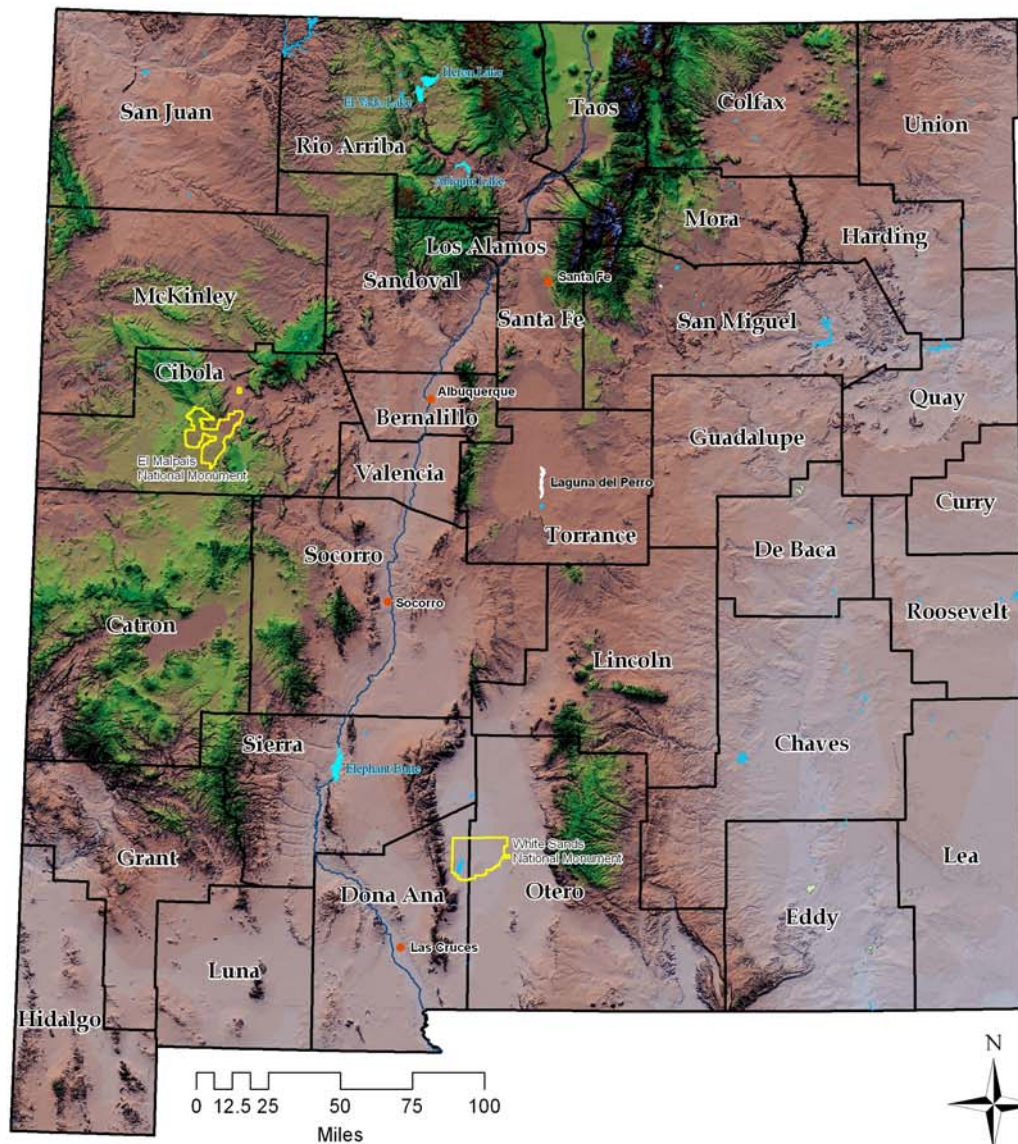 Heron Lake
El Vado Lake
San Juan
Taos
Colfax
Union
Rio Arriba
Abiquiu Lake
Mora
Harding
Los Alamos
Sandoval
Santa Fe
McKinley
Santa Fe
San Miguel
Cibola
Albuquerque
Quay
Bernalillo
Guadalupe
El Malpais
National Monument
Valencia
Laguna del Perro
Curry
Torrance
De Baca
Socorro
Socorro
Roosevelt
Catron
Lincoln
Sierra
Chaves
Elephant Butte
White Sands
National Monument
Grant
Lea
Dona Ana
Otero
Eddy
Las Cruces
Luna
Hidalgo
N
0 12.5 25 50 75 100
Miles